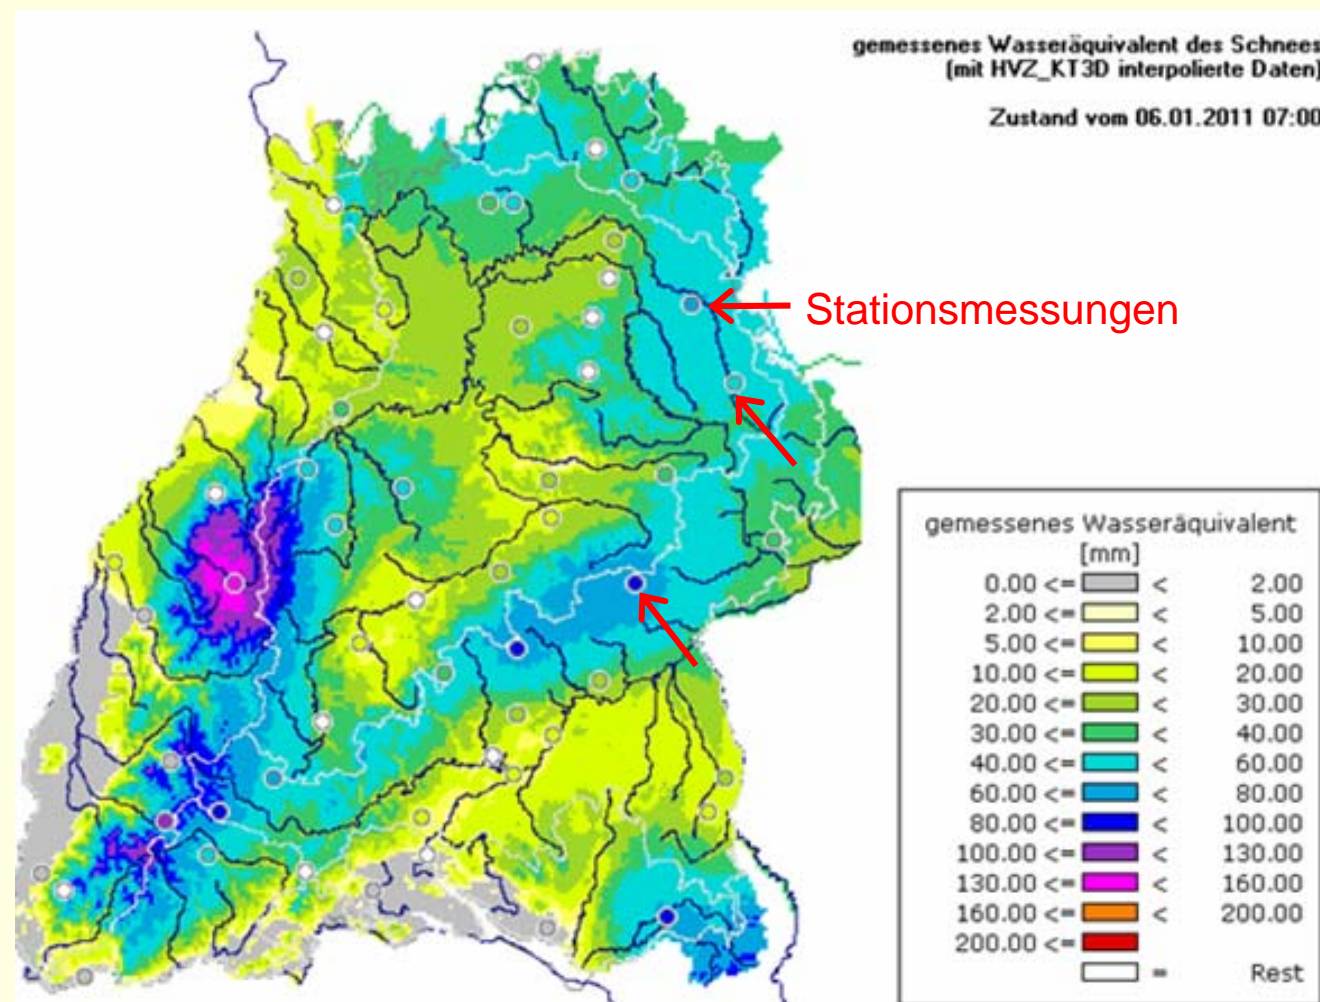 gemessenes Wasseräquivalent des Schnees
(mit HVZ_KT3D interpolierte Daten)
Zustand vom 06.01.2011 07:00
Stationsmessungen
gemessenes Wasseräquivalent
[mm]
0.00 <= < 2.00
2.00 <= < 5.00
5.00 <= < 10.00
10.00 <= < 20.00
20.00 <= < 30.00
30.00 <= < 40.00
40.00 <= < 60.00
60.00 <= < 80.00
80.00 <= < 100.00
100.00 <= < 130.00
130.00 <= < 160.00
160.00 <= < 200.00
200.00 <=
= Rest